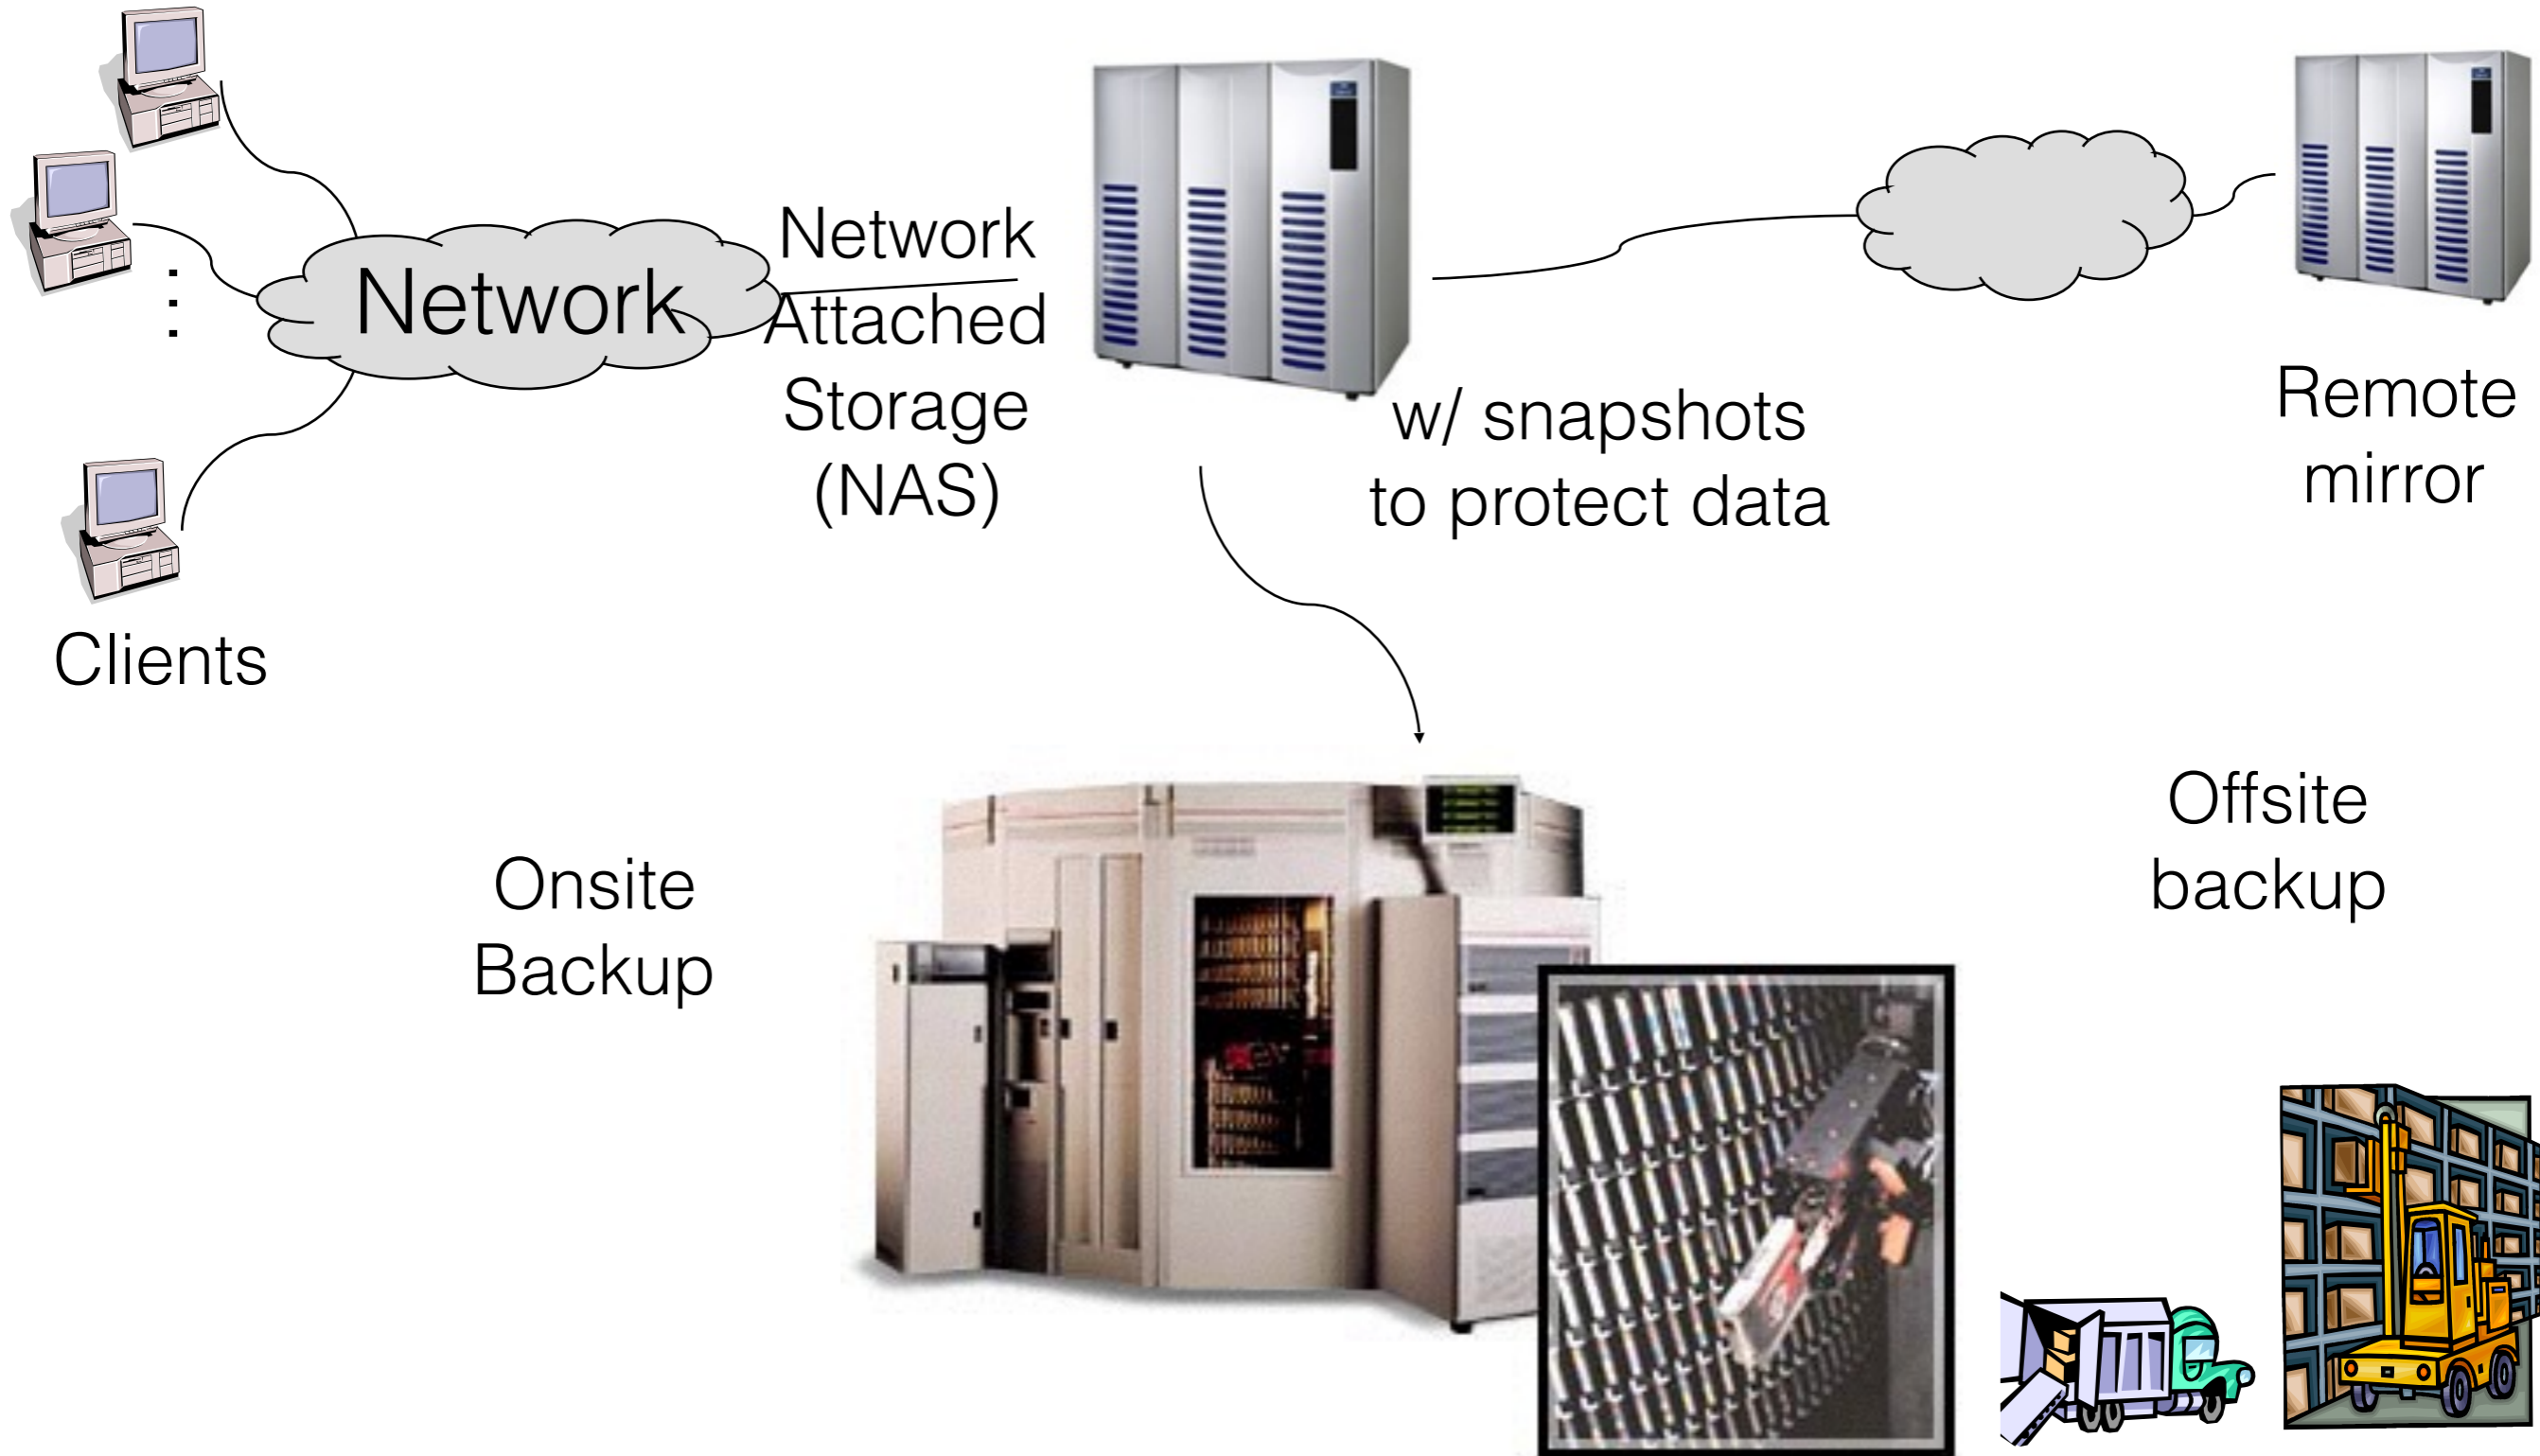 Network
Network
Attached
Storage
(NAS)
w/ snapshots
to protect data
Remote
mirror
Clients
Onsite
Backup
Offsite
backup